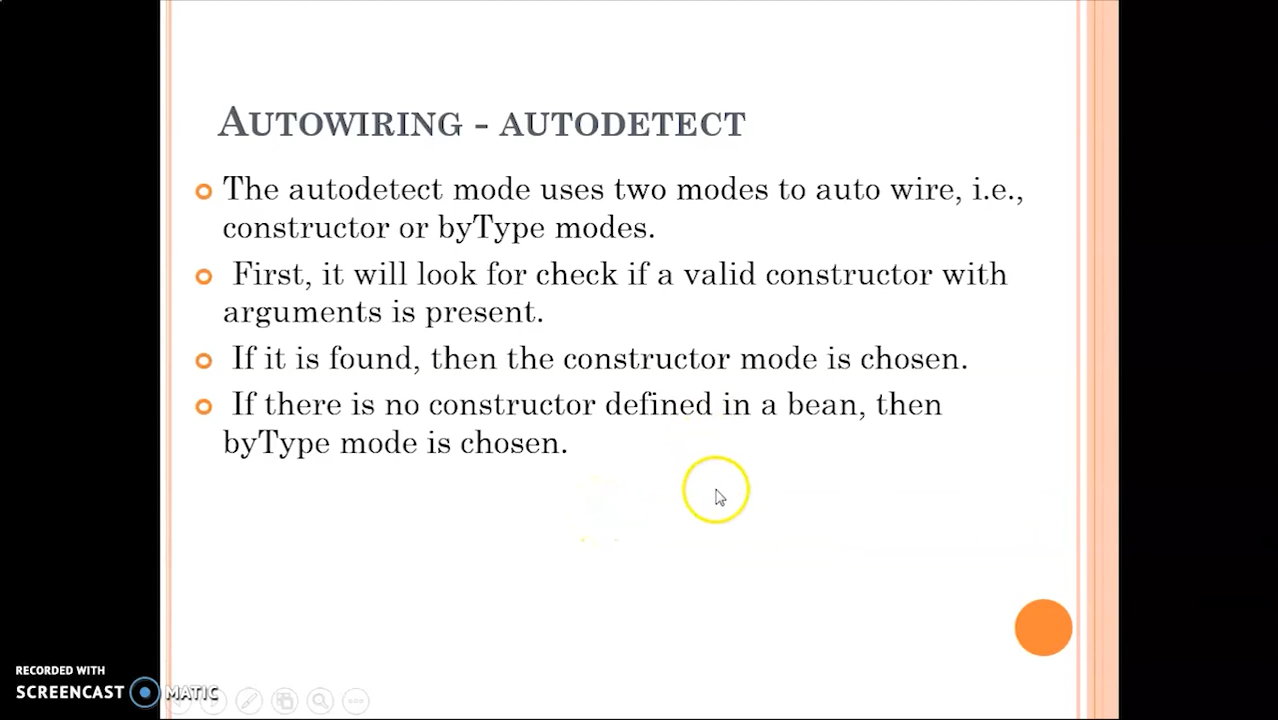 AUTOWIRING - AUTODETECT
The autodetect mode uses two modes to auto wire, i.e.,
constructor or byType modes.
First, it will look for check if a valid constructor with
arguments is present.
If it is found, then the constructor mode is chosen.
If there is no constructor defined in a bean, then
byType mode is chosen.
RECORDED WITH
SCREENCAST MATIC